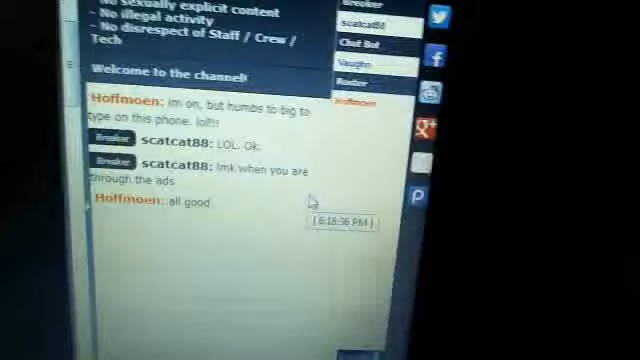 - No sexually explicit content
- No illegal activity
- No disrespect of Staff / Crew /
Tech
Welcome to the channel!
Breaker
scatcat88
Chat Bot
Vaughn
Rooter
Hoffmoen
Hoffmoen: im on, but humbs to big to
type on this phone. lol!!!
Breaker scatcat88: LOL. Ok.
Breaker scatcat88: lmk when you are
through the ads
Hoffmoen: all good
[ 6:18:36 PM ]